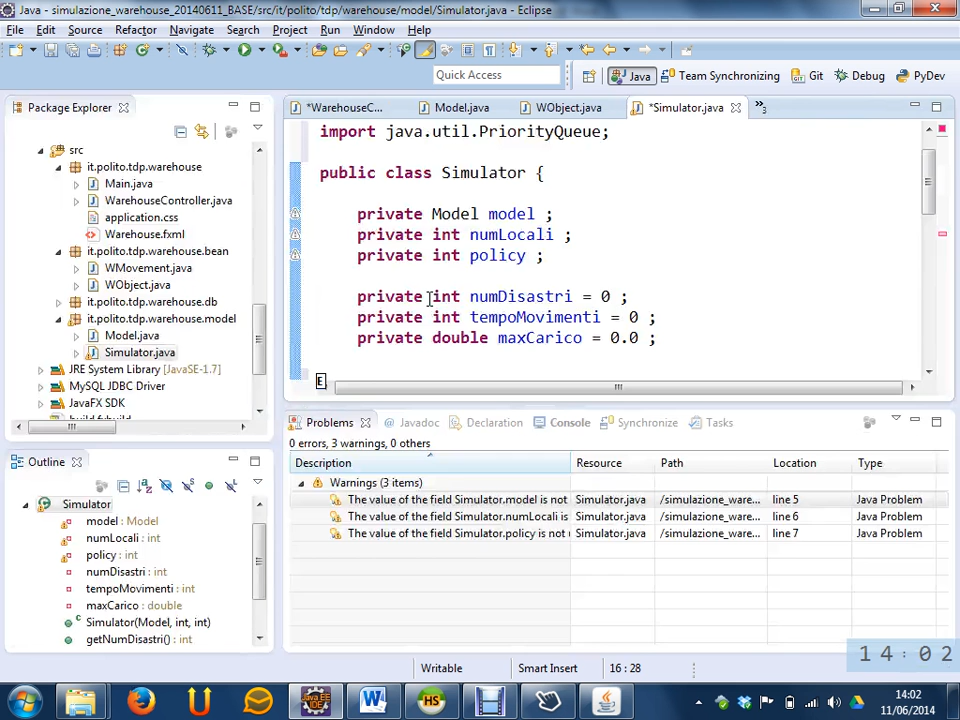 Java - simulazione_warehouse_20140611_BASE/src/it/polito/tdp/warehouse/model/Simulator.java - Eclipse
File Edit Source Refactor Navigate Search Project Run Window Help
Quick Access
Java Team Synchronizing Git Debug PyDev
Package Explorer
src
it.polito.tdp.warehouse
Main.java
WarehouseController.java
application.css
Warehouse.fxml
it.polito.tdp.warehouse.bean
WMovement.java
WObject.java
it.polito.tdp.warehouse.db
it.polito.tdp.warehouse.model
Model.java
Simulator.java
JRE System Library [JavaSE-1.7]
MySQL JDBC Driver
JavaFX SDK
build.fxbuild
*WarehouseC... Model.java WObject.java *Simulator.java »3
import java.util.PriorityQueue;
public class Simulator {
private Model model ;
private int numLocali ;
private int policy ;
private int numDisastri = 0 ;
private int tempoMovimenti = 0 ;
private double maxCarico = 0.0 ;
E
Outline
Simulator
model : Model
numLocali : int
policy : int
numDisastri : int
tempoMovimenti : int
maxCarico : double
Simulator(Model, int, int)
getNumDisastri() : int
Problems @ Javadoc Declaration Console Synchronize Tasks
0 errors, 3 warnings, 0 others
Description Resource Path Location Type
Warnings (3 items)
The value of the field Simulator.model is not Simulator.java /simulazione_ware... line 5 Java Problem
The value of the field Simulator.numLocali is Simulator.java /simulazione_ware... line 6 Java Problem
The value of the field Simulator.policy is not Simulator.java /simulazione_ware... line 7 Java Problem
Writable Smart Insert 16 : 28
14:02
14:02
11/06/2014